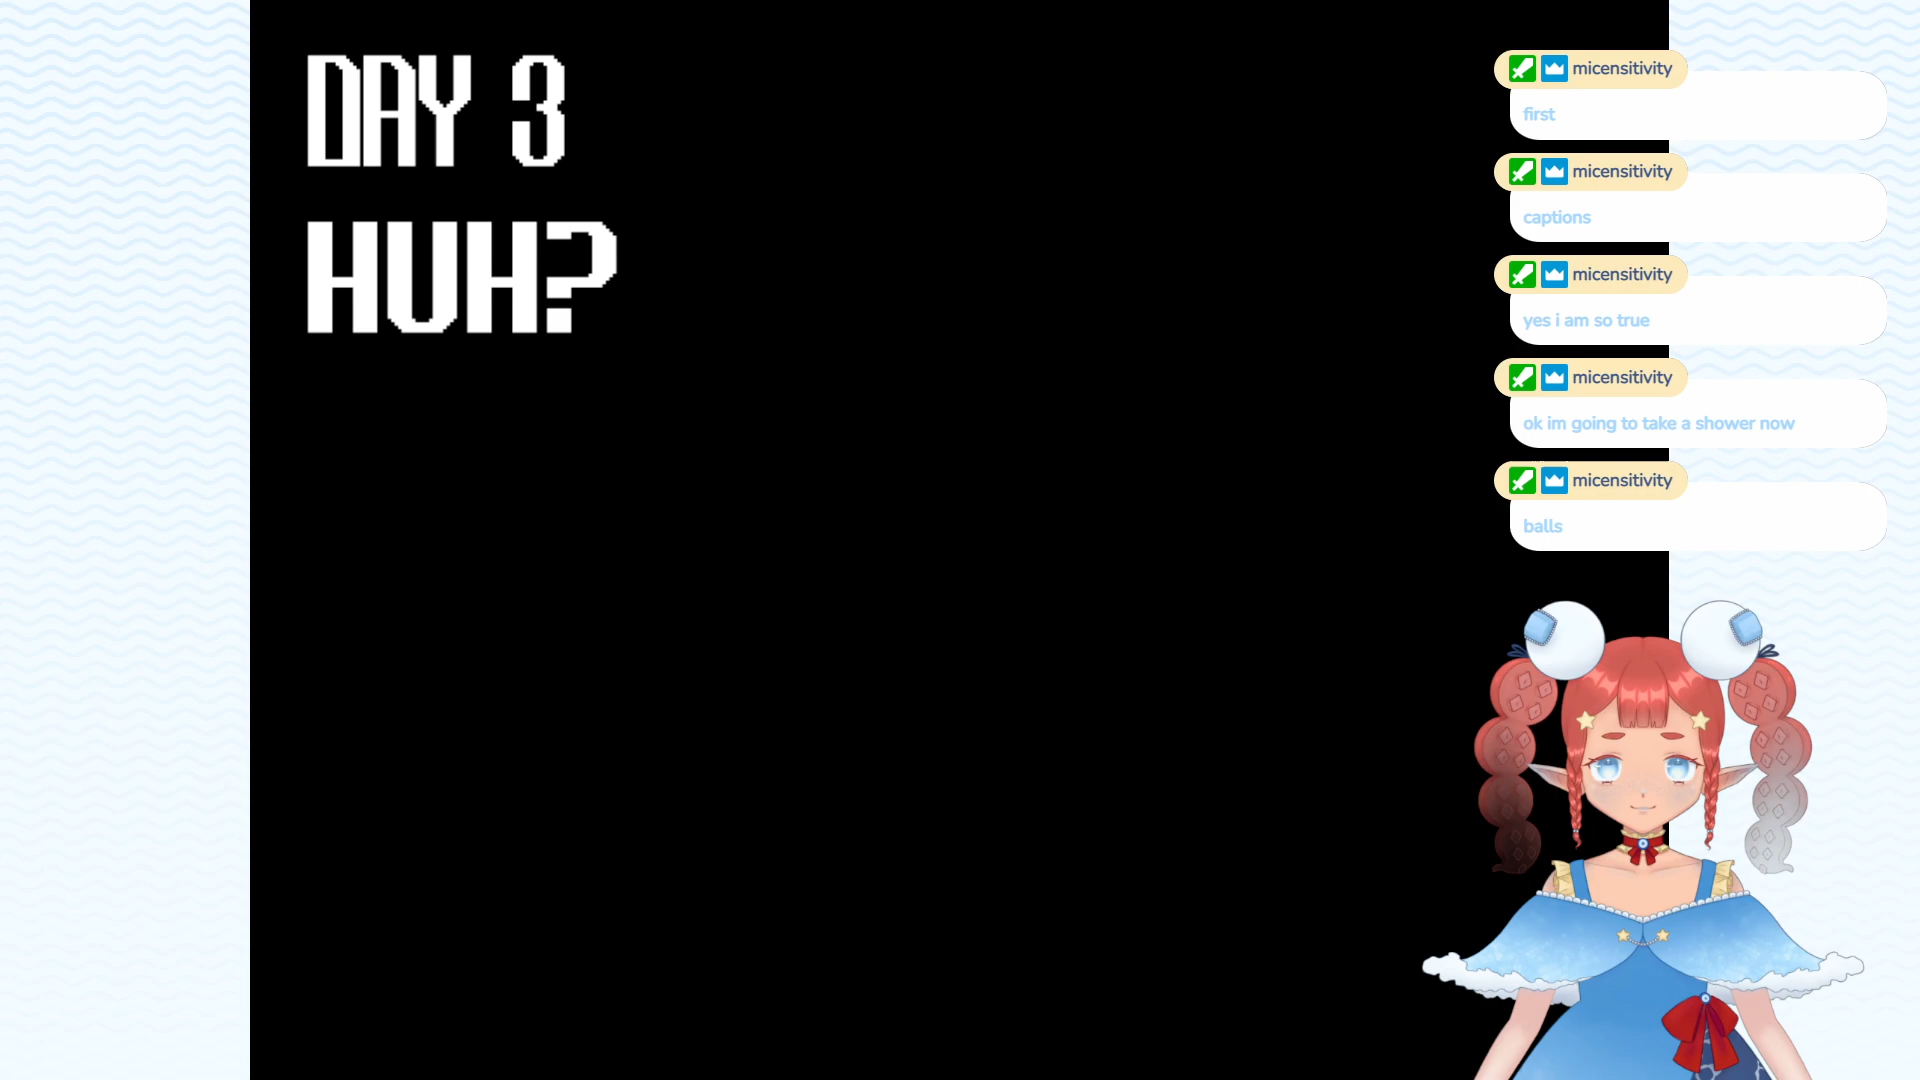 DAY 3
HUH?
micensitivity
first
micensitivity
captions
micensitivity
yes i am so true
micensitivity
ok im going to take a shower now
micensitivity
balls